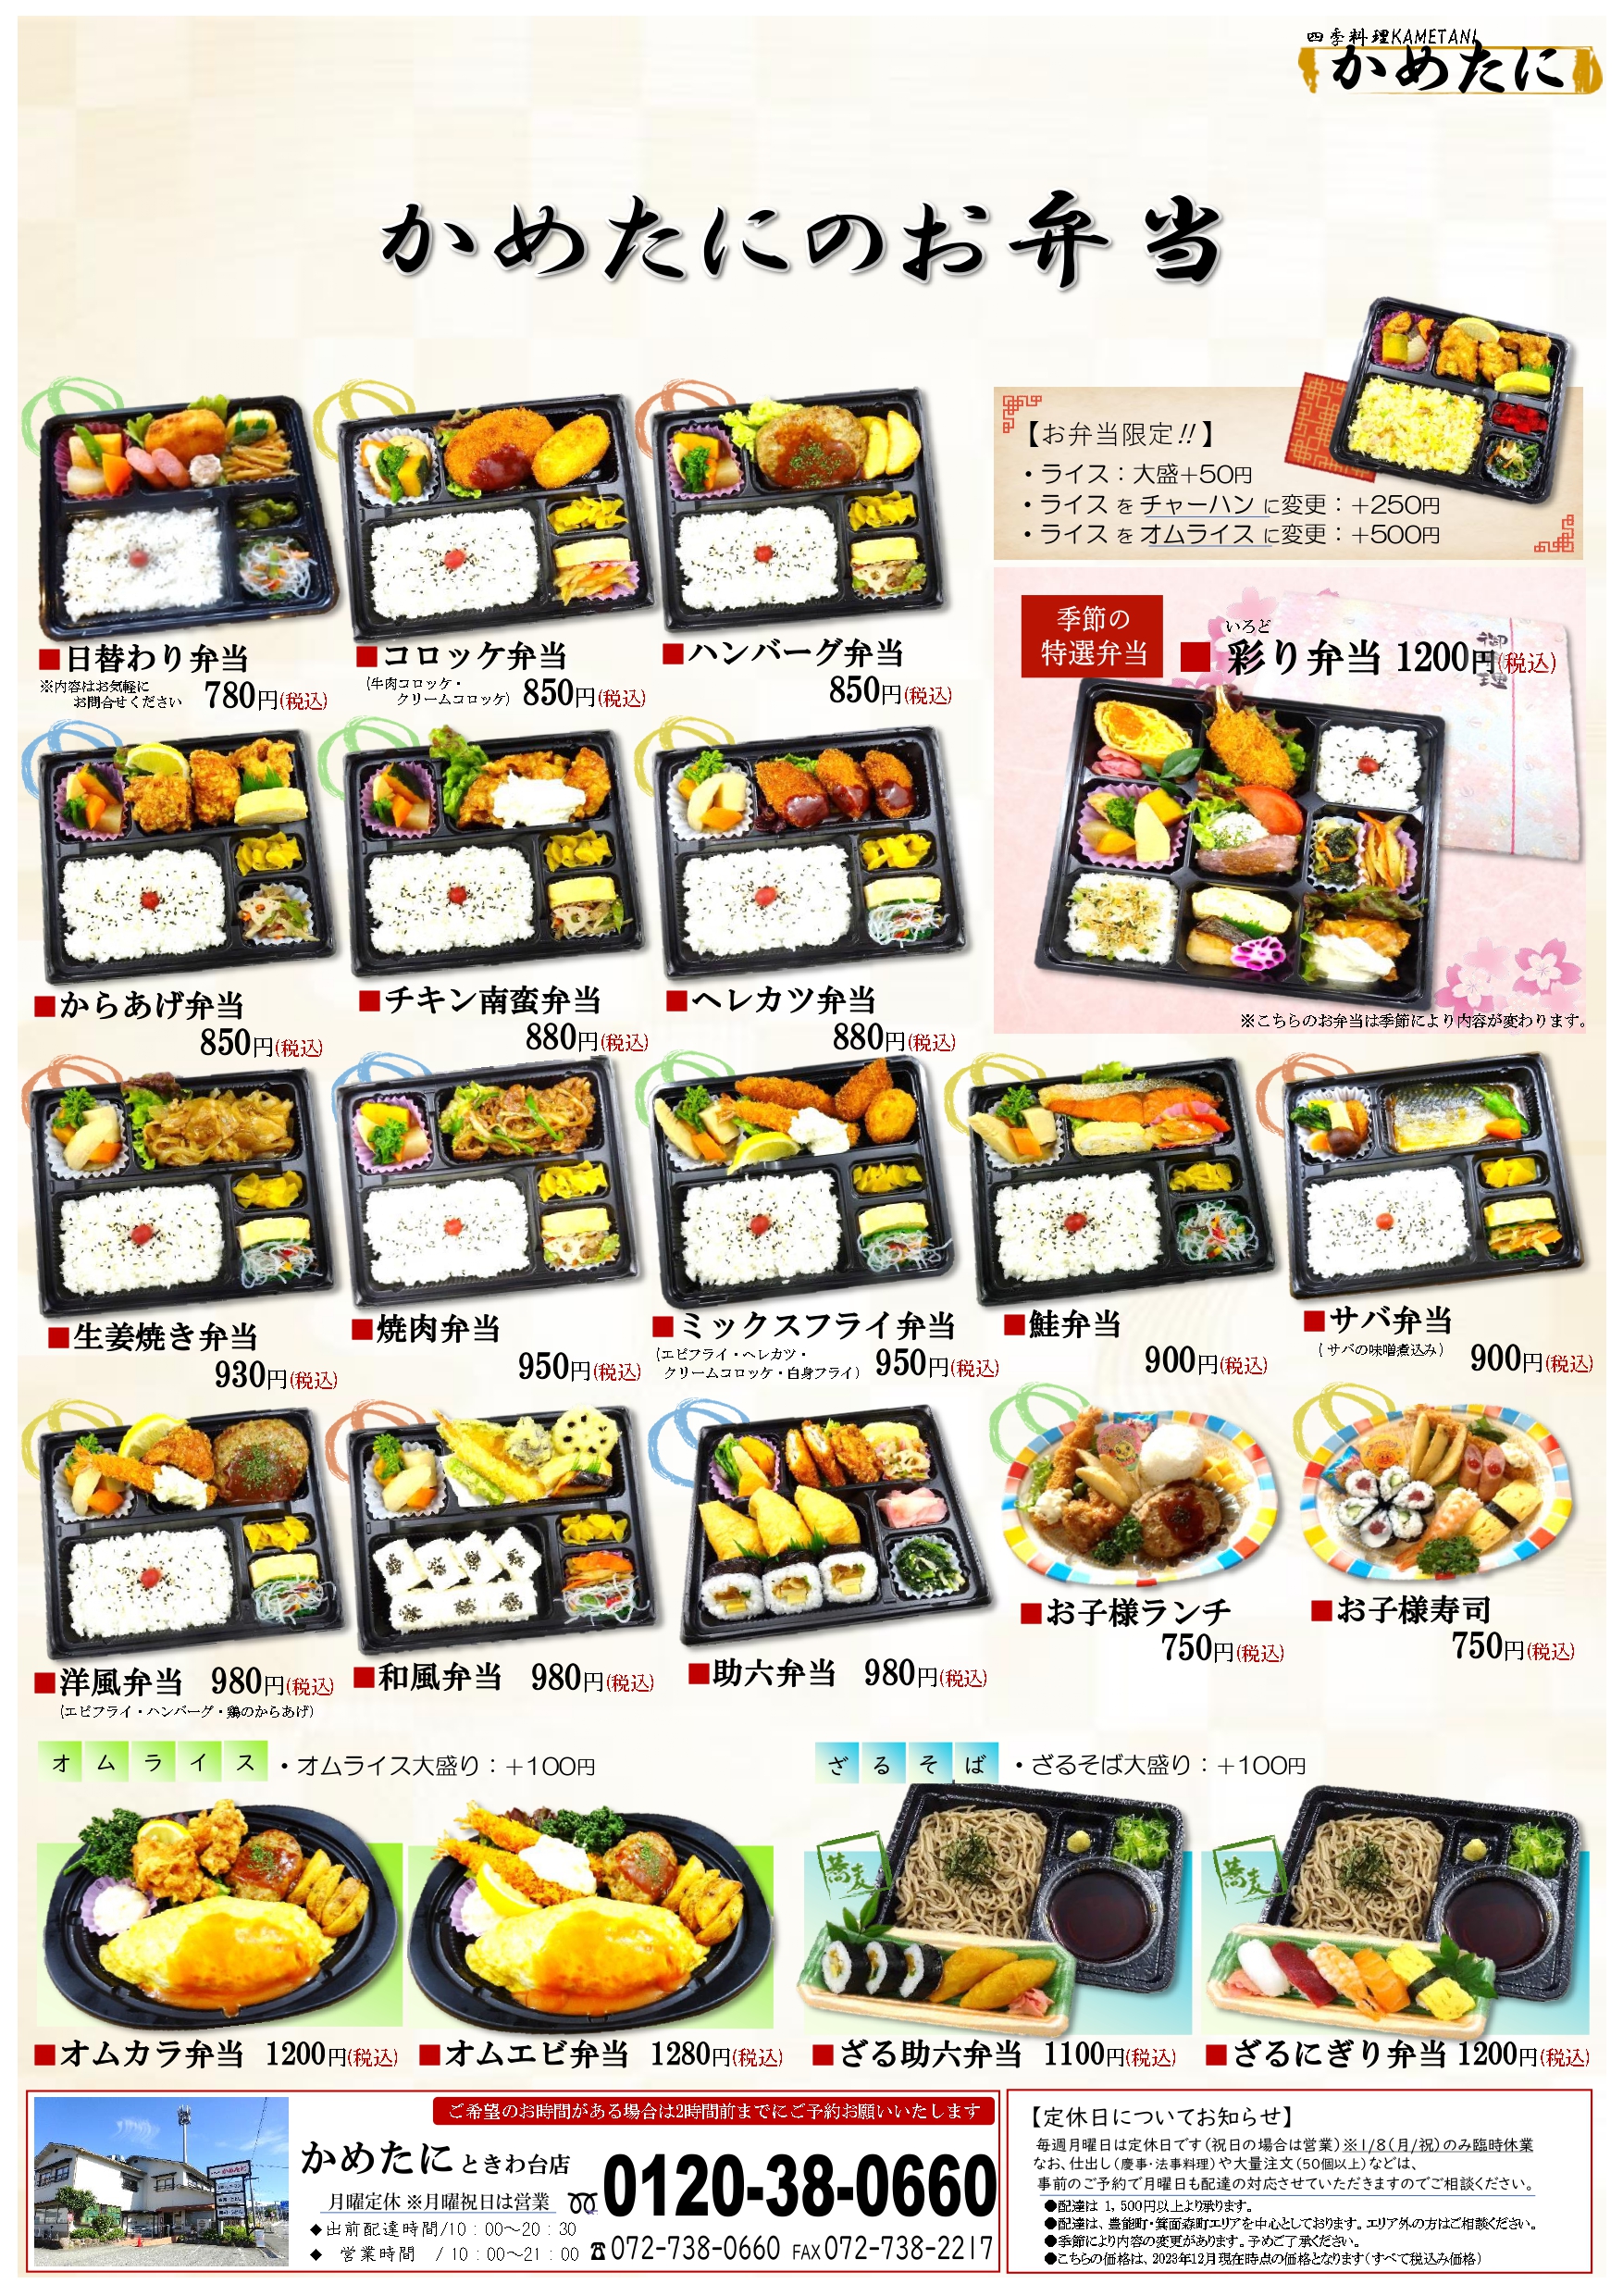 四季料理KAMETANI
かめたに
かめたにのお弁当
【お弁当限定!!】
・ライス：大盛+50円
・ライス を チャーハン に変更：+250円
・ライス を オムライス に変更：+500円
季節の
特選弁当
いろど
■ 彩り弁当 1200円(税込)
御料理
※こちらのお弁当は季節により内容が変わります。
■日替わり弁当
※内容はお気軽に
お問合せください 780円(税込)
■コロッケ弁当
(牛肉コロッケ・
クリームコロッケ) 850円(税込)
■ハンバーグ弁当
850円(税込)
■からあげ弁当
850円(税込)
■チキン南蛮弁当
880円(税込)
■ヘレカツ弁当
880円(税込)
■生姜焼き弁当
930円(税込)
■焼肉弁当
950円(税込)
■ミックスフライ弁当
(エビフライ・ヘレカツ・
クリームコロッケ・白身フライ) 950円(税込)
■鮭弁当
900円(税込)
■サバ弁当
(サバの味噌煮込み) 900円(税込)
■洋風弁当 980円(税込)
(エビフライ・ハンバーグ・鶏のからあげ)
■和風弁当 980円(税込)
■助六弁当 980円(税込)
■お子様ランチ
750円(税込)
■お子様寿司
750円(税込)
オムライス ・オムライス大盛り：+100円
ざるそば ・ざるそば大盛り：+100円
蕎麦
蕎麦
■オムカラ弁当 1200円(税込)
■オムエビ弁当 1280円(税込)
■ざる助六弁当 1100円(税込)
■ざるにぎり弁当 1200円(税込)
ご希望のお時間がある場合は2時間前までにご予約お願いいたします
かめたに ときわ台店
月曜定休 ※月曜祝日は営業
0120-38-0660
◆出前配達時間/10：00～20：30
◆ 営業時間 /10：00～21：00
☎072-738-0660 FAX072-738-2217
かめたに
【定休日についてお知らせ】
毎週月曜日は定休日です(祝日の場合は営業)※1/8(月/祝)のみ臨時休業
なお、仕出し(慶事･法事料理)や大量注文(50個以上)などは、
事前のご予約で月曜日も配達の対応させていただきますのでご相談ください。
●配達は 1,500円以上より承ります。
●配達は、豊能町･箕面森町エリアを中心としております。エリア外の方はご相談ください。
●季節により内容の変更があります。予めご了承ください。
●こちらの価格は、2023年12月現在時点の価格となります(すべて税込み価格)